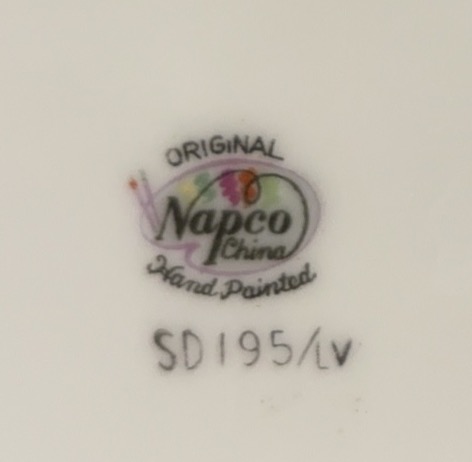 ORIGINAL
Napco
China
Hand Painted
SD195/LV